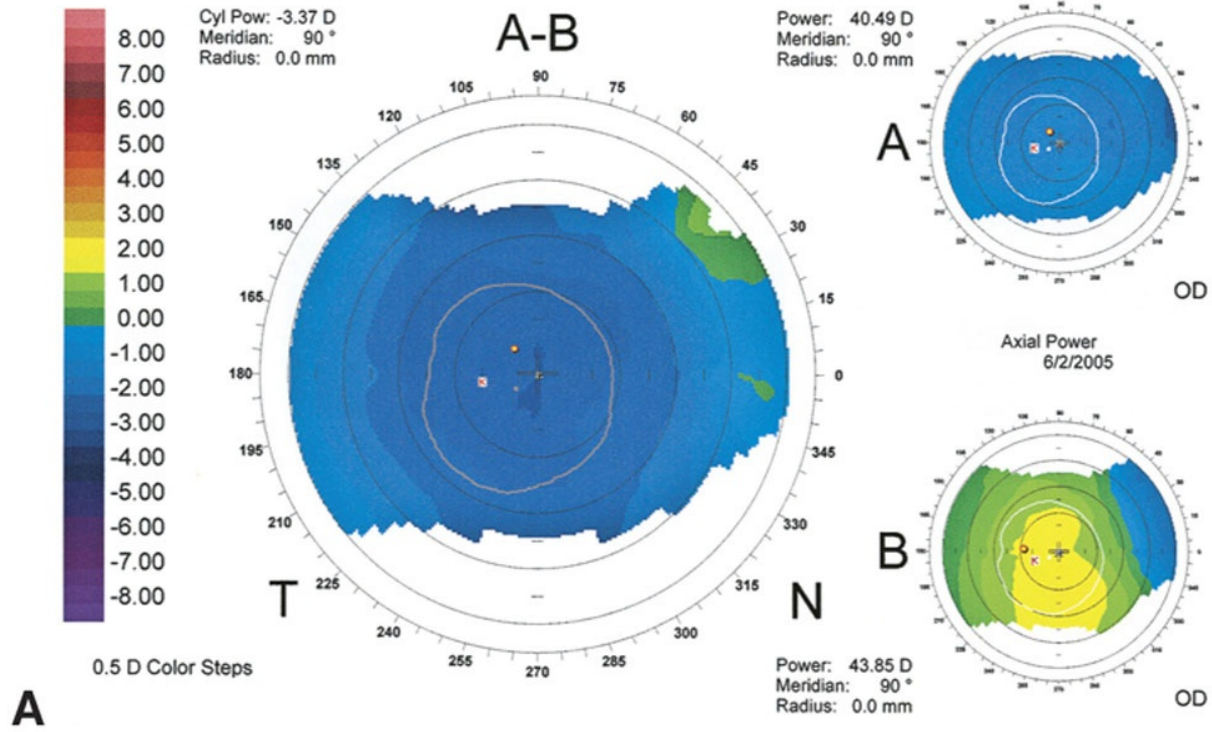 Cyl Pow: -3.37 D
Meridian: 90 °
Radius: 0.0 mm
A-B
Power: 40.49 D
Meridian: 90 °
Radius: 0.0 mm
8.00
7.00
6.00
5.00
4.00
3.00
2.00
1.00
0.00
-1.00
-2.00
-3.00
-4.00
-5.00
-6.00
-7.00
-8.00
0.5 D Color Steps
90
75
60
45
30
15
0
345
330
315
300
285
270
255
240
225
210
195
180
165
150
135
120
105
K
T
N
A
K
OD
Axial Power
6/2/2005
B
K
Power: 43.85 D
Meridian: 90 °
Radius: 0.0 mm
OD
A